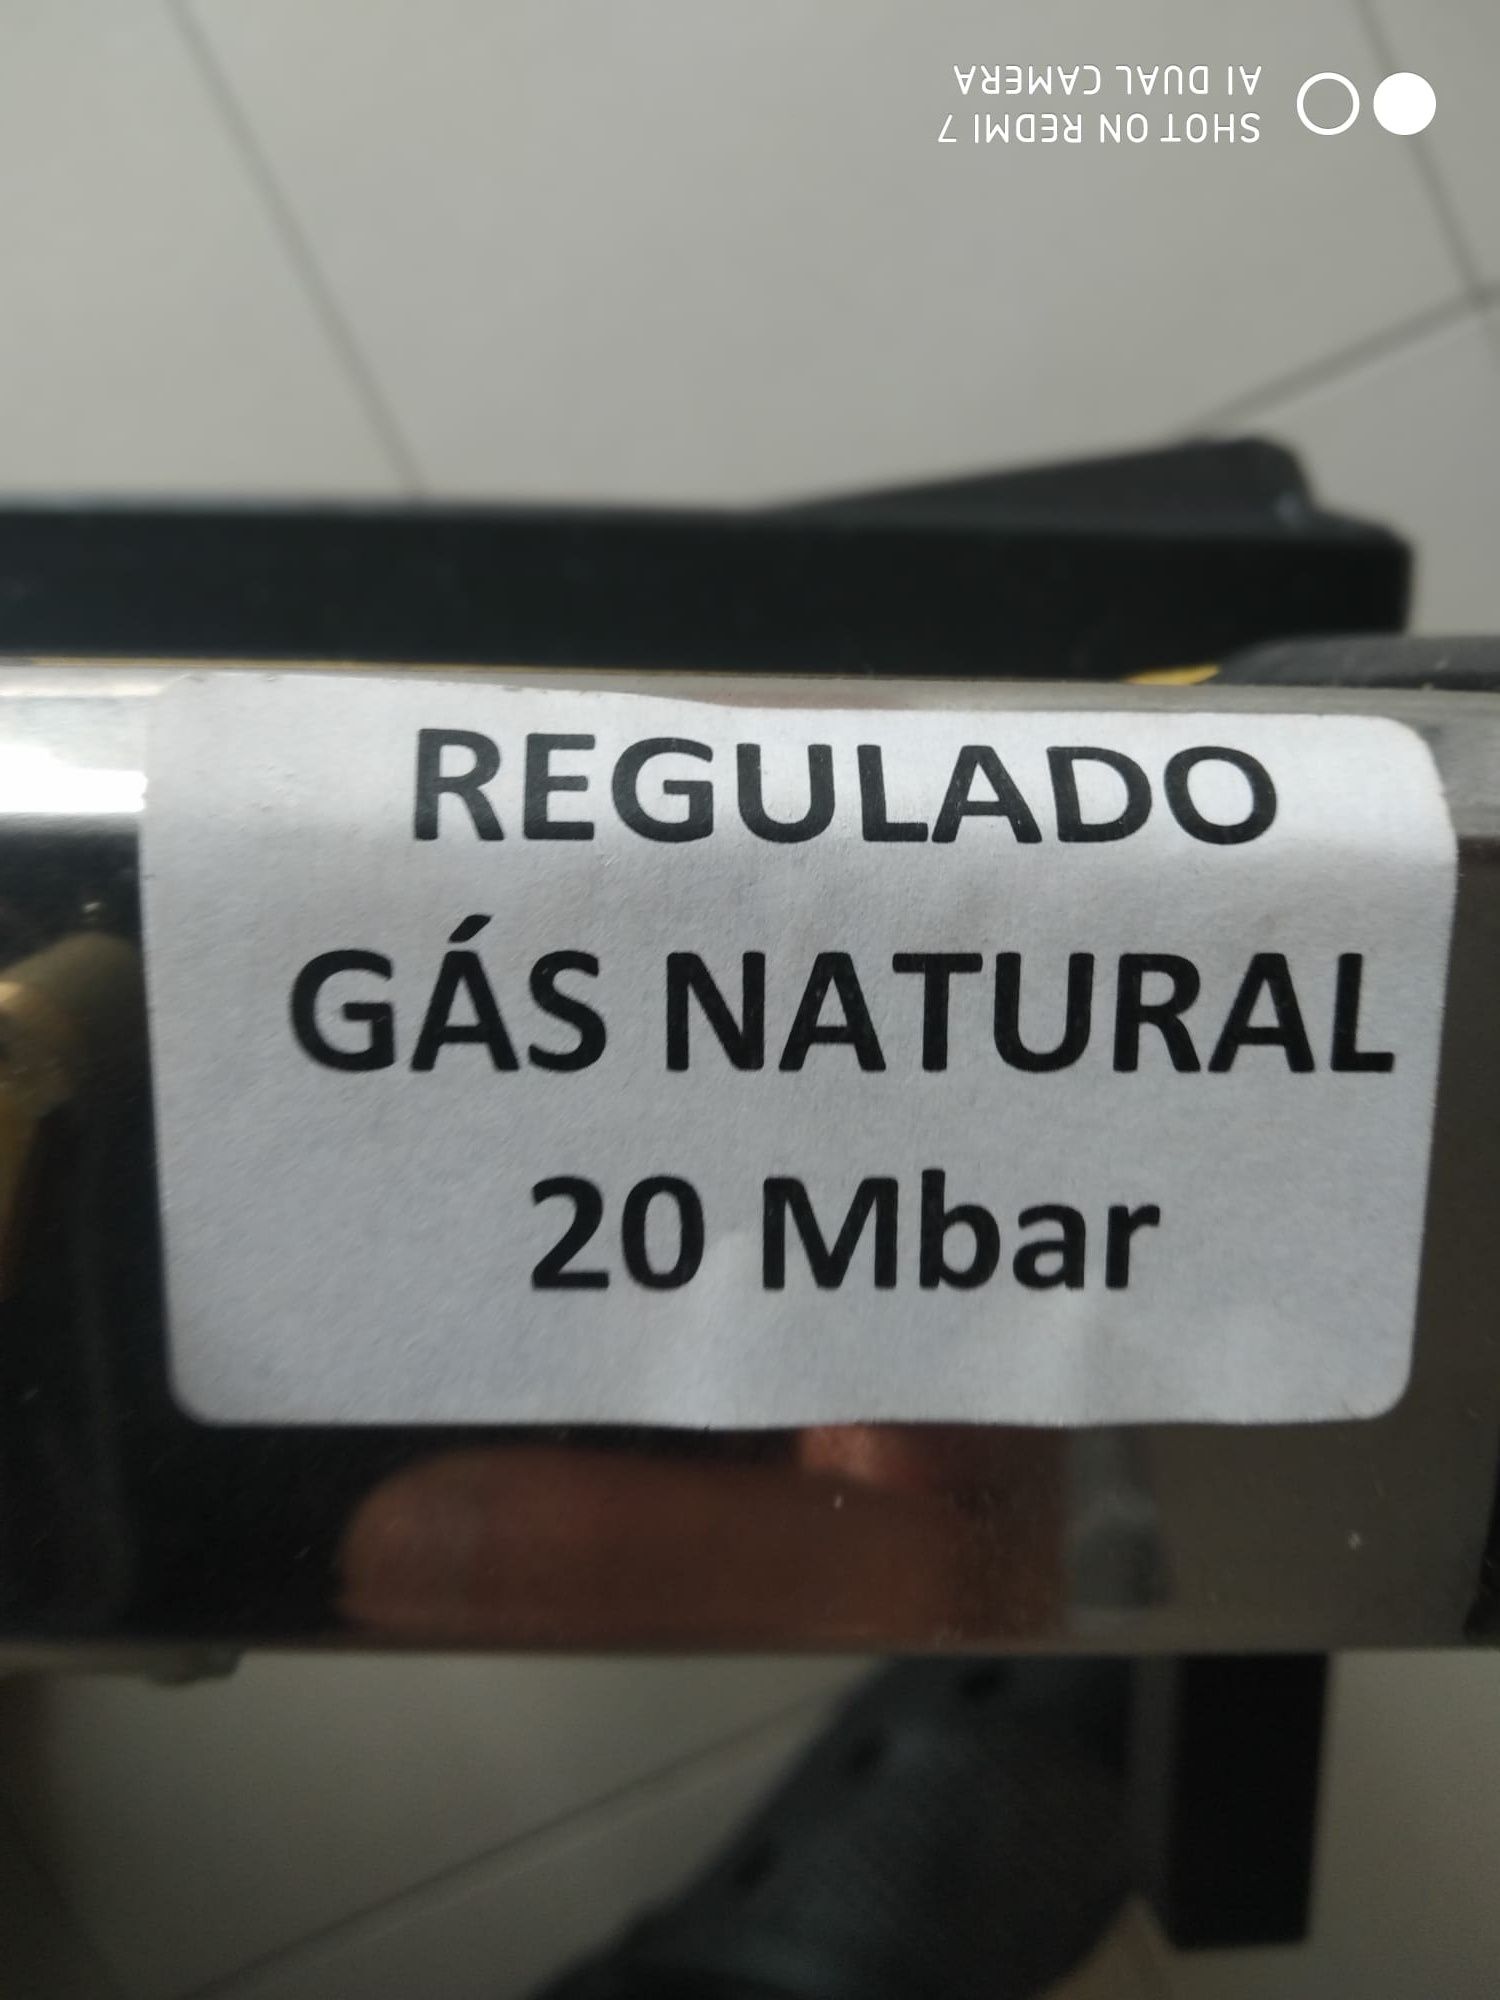 SHOT ON REDMI 7
AI DUAL CAMERA
REGULADO
GÁS NATURAL
20 Mbar